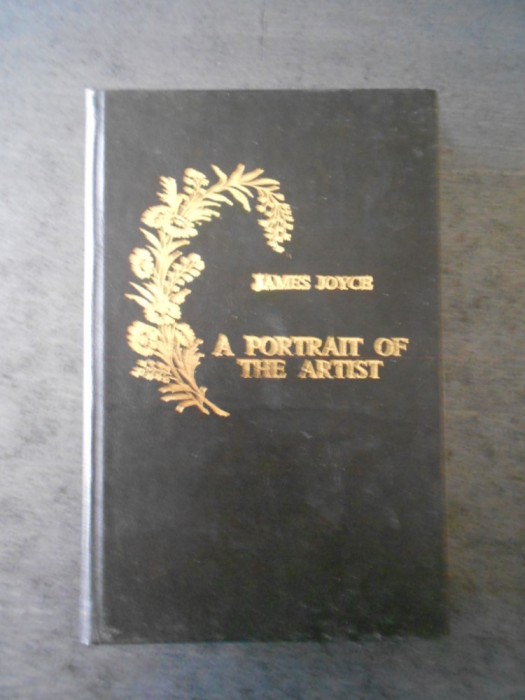 JAMES JOYCE
A PORTRAIT OF
THE ARTIST